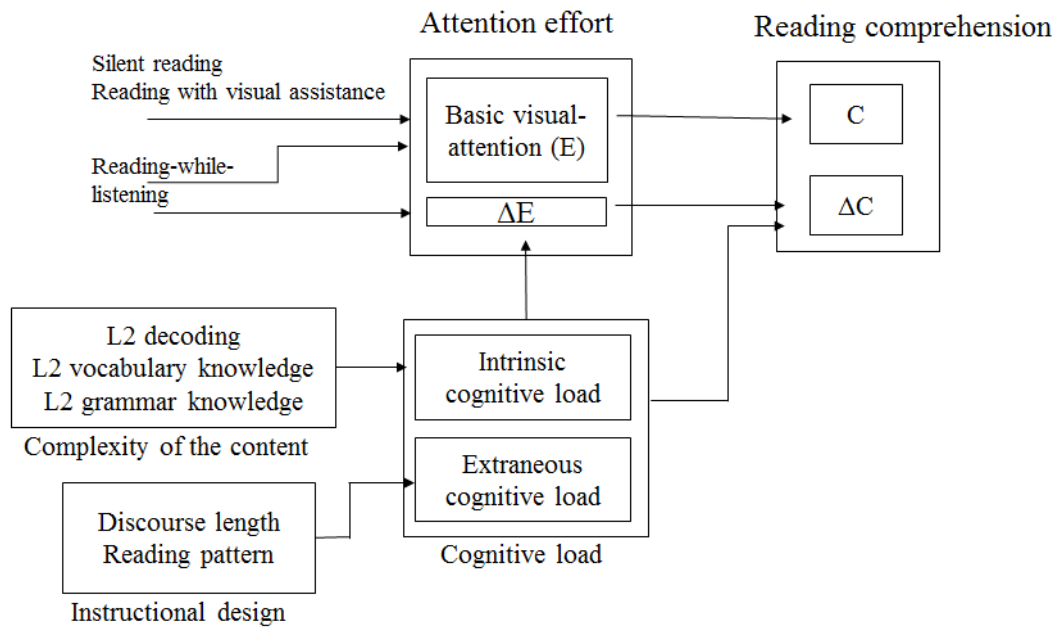 Attention effort
Reading comprehension
Silent reading
Reading with visual assistance
Reading-while-
listening
Basic visual-
attention (E)
ΔE
C
ΔC
L2 decoding
L2 vocabulary knowledge
L2 grammar knowledge
Complexity of the content
Intrinsic
cognitive load
Extraneous
cognitive load
Cognitive load
Discourse length
Reading pattern
Instructional design